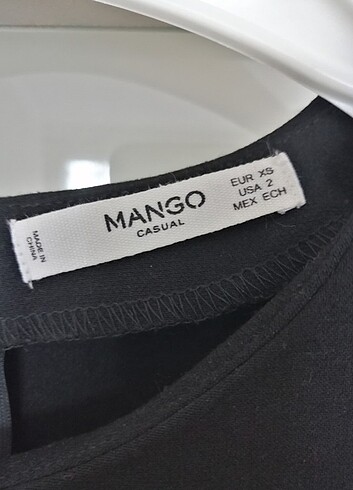 MADE IN
CHINA
MANGO
CASUAL
EUR XS
USA 2
MEX ECH